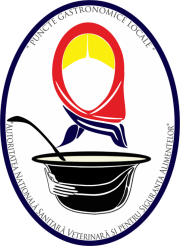 "PUNCTE GASTRONOMICE LOCALE"
AUTORITATEA NAȚIONALĂ SANITARĂ VETERINARĂ ȘI PENTRU SIGURANȚA ALIMENTELOR